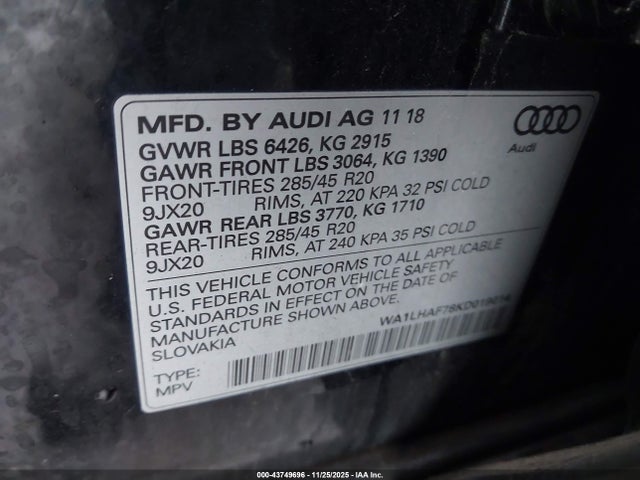 MFD. BY AUDI AG 11 18
GVWR LBS 6426, KG 2915
GAWR FRONT LBS 3064, KG 1390
FRONT-TIRES 285/45 R20
9JX20 RIMS, AT 220 KPA 32 PSI COLD
GAWR REAR LBS 3770, KG 1710
REAR-TIRES 285/45 R20
9JX20 RIMS, AT 240 KPA 35 PSI COLD
Audi
THIS VEHICLE CONFORMS TO ALL APPLICABLE
U.S. FEDERAL MOTOR VEHICLE SAFETY
STANDARDS IN EFFECT ON THE DATE OF
MANUFACTURE SHOWN ABOVE.
SLOVAKIA
TYPE:
MPV
000-43749696 - 11/25/2025 - IAA Inc.